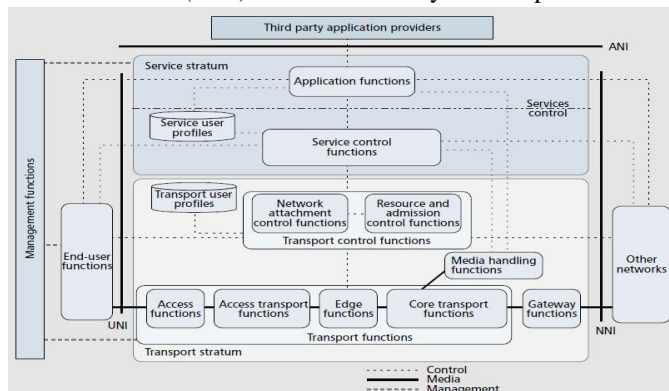 Third party application providers
ANI
Service stratum
Application functions
Services
control
Service user
profiles
Service control
functions
Management functions
Transport user
profiles
Network
attachment
control functions
Resource and
admission control
functions
Transport control functions
End-user
functions
Media handling
functions
Other
networks
Access
functions
Access transport
functions
Edge
functions
Core transport
functions
Gateway
functions
UNI
NNI
Transport functions
Transport stratum
Control
Media
Management